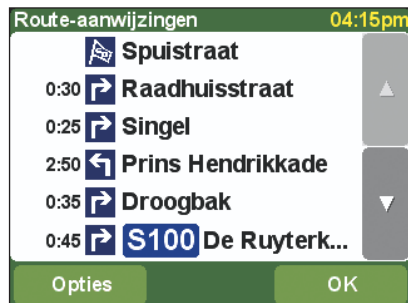 Route-aanwijzingen 04:15pm
Spuistraat
0:30 Raadhuisstraat
0:25 Singel
2:50 Prins Hendrikkade
0:35 Droogbak
0:45 S100 De Ruyterk...
Opties OK